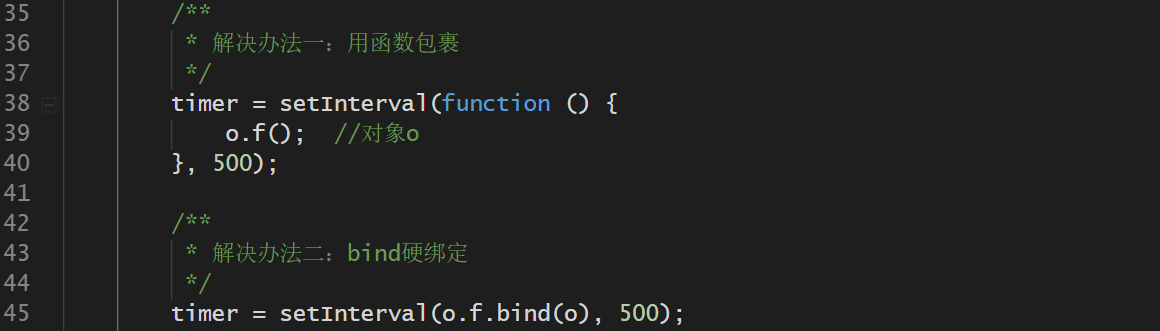 35 /**
36 * 解决办法一：用函数包裹
37 */
38 timer = setInterval(function () {
39 o.f(); //对象o
40 }, 500);
41
42 /**
43 * 解决办法二：bind硬绑定
44 */
45 timer = setInterval(o.f.bind(o), 500);